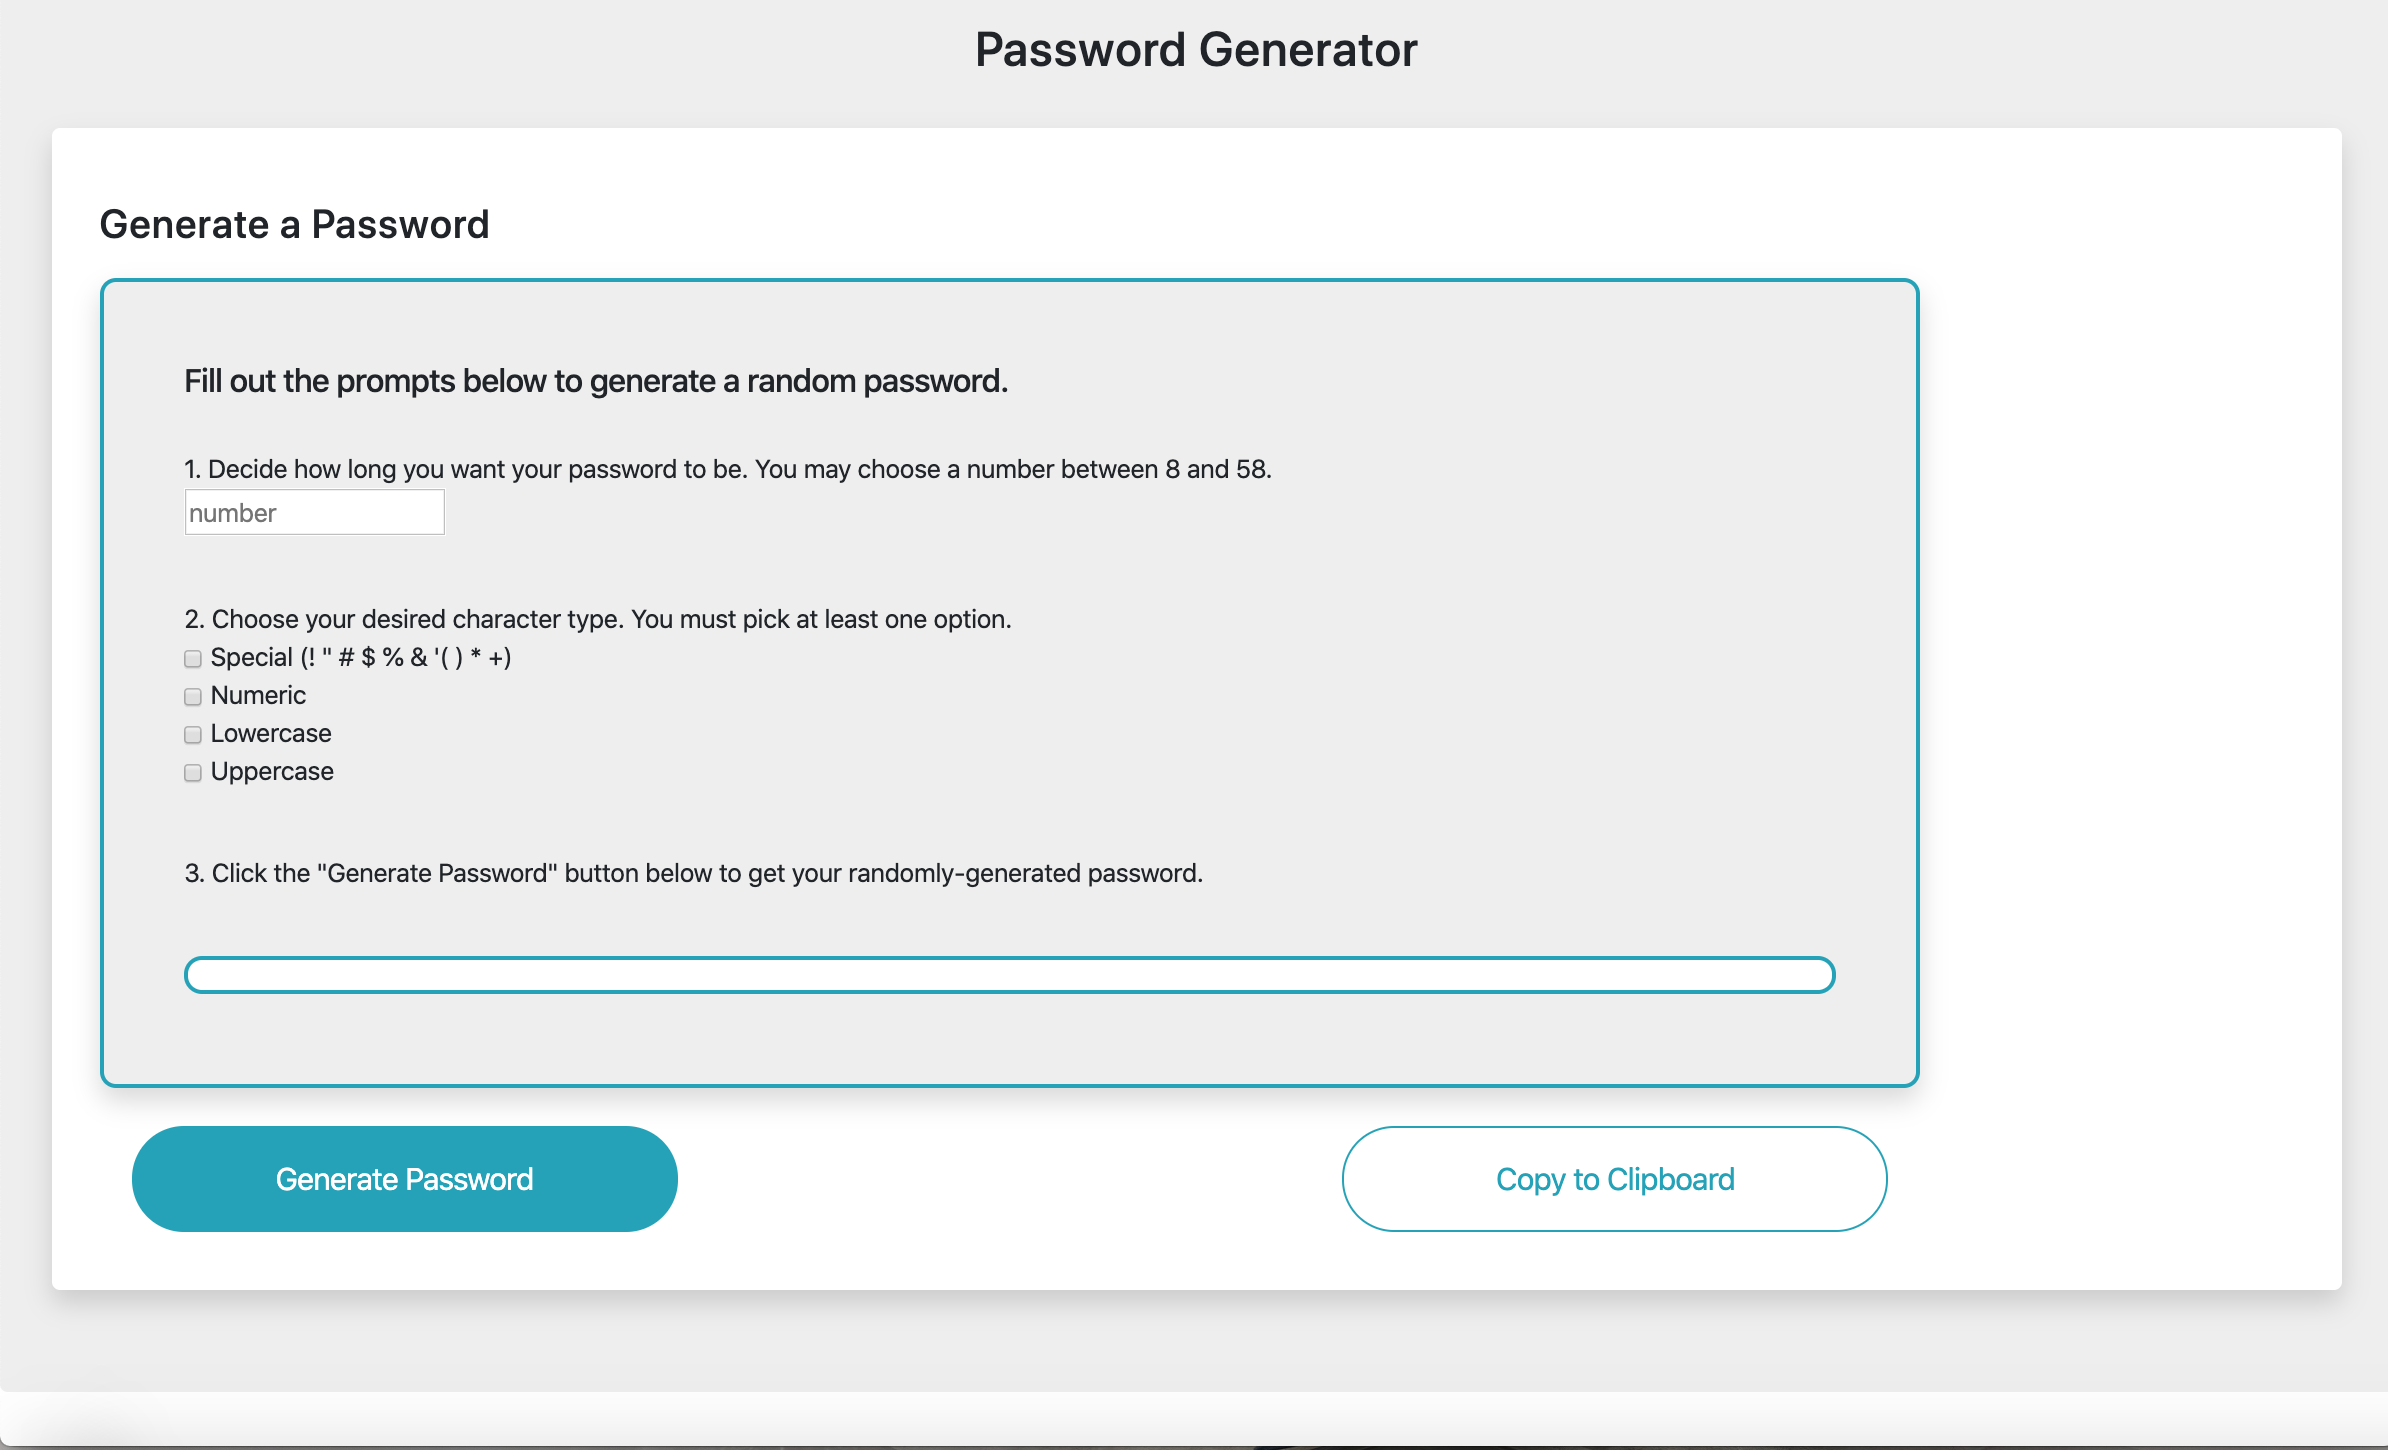 Password Generator
Generate a Password
Fill out the prompts below to generate a random password.
1. Decide how long you want your password to be. You may choose a number between 8 and 58.
number
2. Choose your desired character type. You must pick at least one option.
Special (! " # $ % & '( ) * +)
Numeric
Lowercase
Uppercase
3. Click the "Generate Password" button below to get your randomly-generated password.
Generate Password
Copy to Clipboard